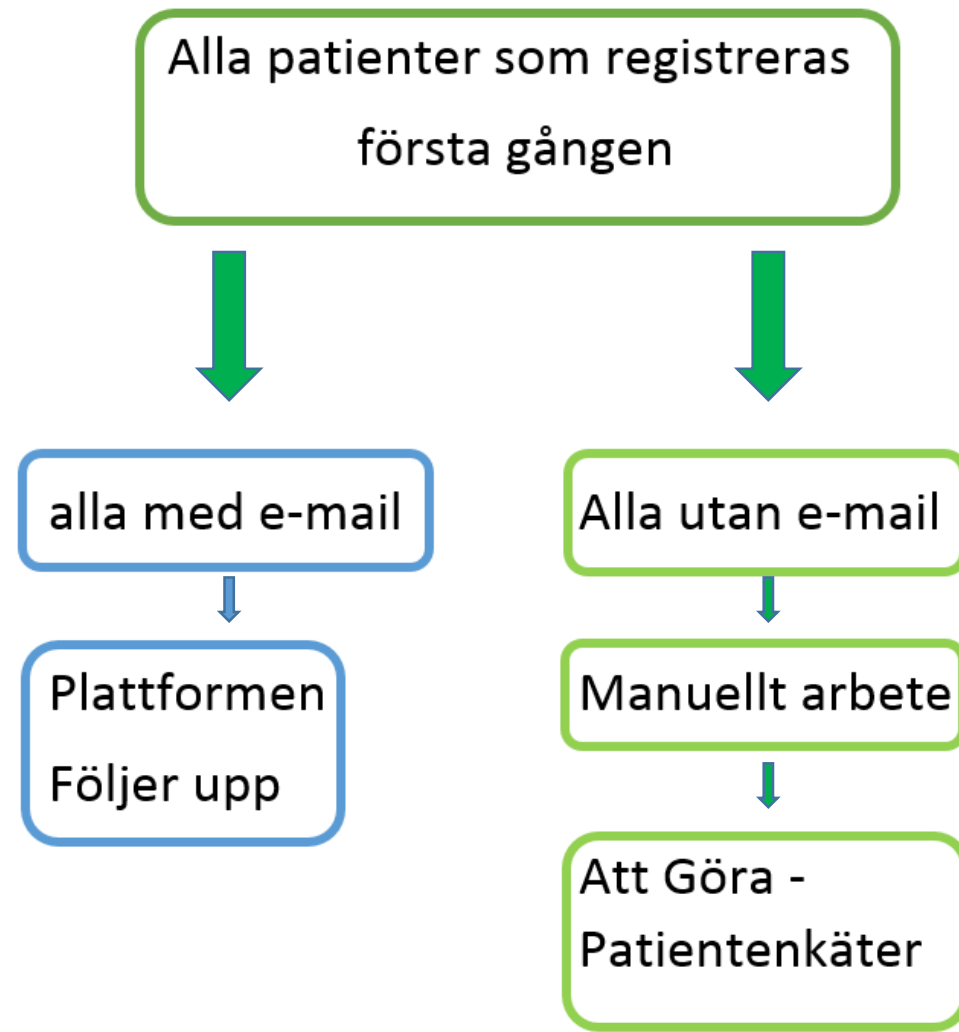 Alla patienter som registreras
första gången
alla med e-mail
Alla utan e-mail
Plattformen
Följer upp
Manuellt arbete
Att Göra -
Patientenkäter